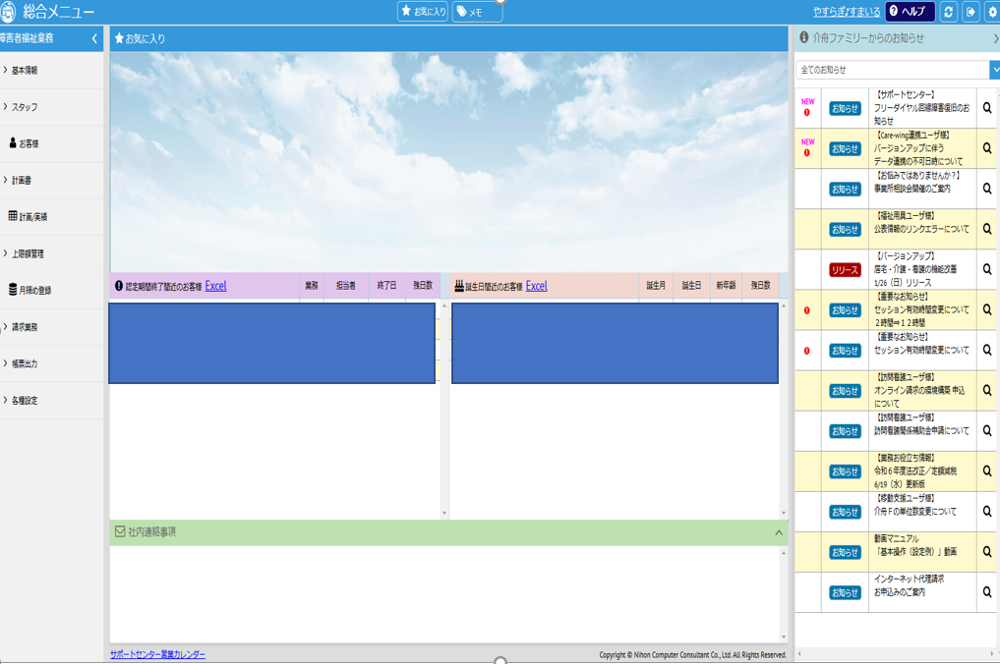 総合メニュー
お気に入り
メモ
やすらぎ/すまいる
ヘルプ
障害者福祉業務
お気に入り
介舟ファミリーからのお知らせ
基本情報
スタッフ
お客様
計画書
計画/実績
上限額管理
月締め登録
請求業務
帳票出力
各種設定
認定期間終了間近のお客様 Excel
業務
担当者
終了日
残日数
誕生日間近のお客様 Excel
誕生月
誕生日
新年齢
残日数
社内連絡事項
サポートセンター営業カレンダー
Copyright © Nihon Computer Consultant Co., Ltd. All Rights Reserved.
全てのお知らせ
NEW
お知らせ
【サポートセンター】
フリーダイヤル回線障害復旧のお
知らせ
NEW
お知らせ
【Care-wing連携ユーザ様】
バージョンアップに伴う
データ連携の不可日時について
お知らせ
【お悩みではありませんか？】
事業所相談会開催のご案内
お知らせ
【福祉用具ユーザ様】
公表情報のリンクエラーについて
リリース
【バージョンアップ】
居宅・介護・看護の機能改善
1/26（日）リリース
お知らせ
【重要なお知らせ】
セッション有効時間変更について
２時間⇒１２時間
お知らせ
【重要なお知らせ】
セッション有効時間変更について
お知らせ
【訪問看護ユーザ様】
オンライン請求の環境構築 申込
について
お知らせ
【訪問看護ユーザ様】
訪問看護関係補助金申請について
お知らせ
【業務お役立ち情報】
令和６年度法改正／定額減税
6/19（水）更新版
お知らせ
【移動支援ユーザ様】
介舟Ｆの単位数変更について
お知らせ
動画マニュアル
「基本操作（設定例）」動画
お知らせ
インターネット代理請求
お申込みのご案内